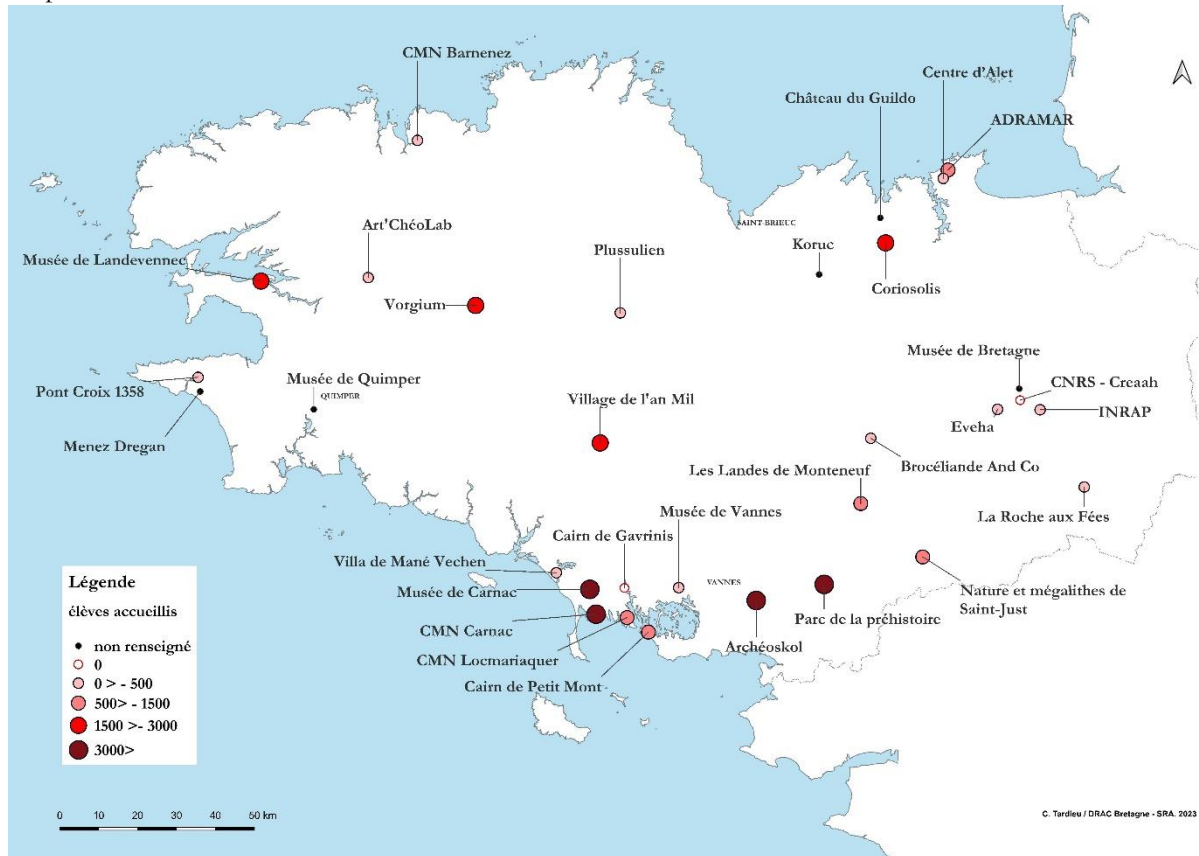 CMN Barnenez
Centre d'Alet
Château du Guildo
ADRAMAR
SAINT-BRIEUC
Art'ChéoLab
Koruc
Plussulien
Musée de Landevennec
Vorgium
Coriosolis
Musée de Bretagne
CNRS - Creaah
Pont Croix 1358
Musée de Quimper
QUIMPER
Village de l'an Mil
INRAP
Eveha
Menez Dregan
Brocéliande And Co
Les Landes de Monteneuf
La Roche aux Fées
Musée de Vannes
Cairn de Gavrinis
Villa de Mané Vechen
VANNES
Musée de Carnac
Nature et mégalithes de
Saint-Just
Parc de la préhistoire
CMN Carnac
Archéoskol
CMN Locmariaquer
Cairn de Petit Mont
Légende
élèves accueillis
non renseigné
0
0 > - 500
500> - 1500
1500 >- 3000
3000>
0 10 20 30 40 50 km
C. Tardieu / DRAC Bretagne - SRA. 2023